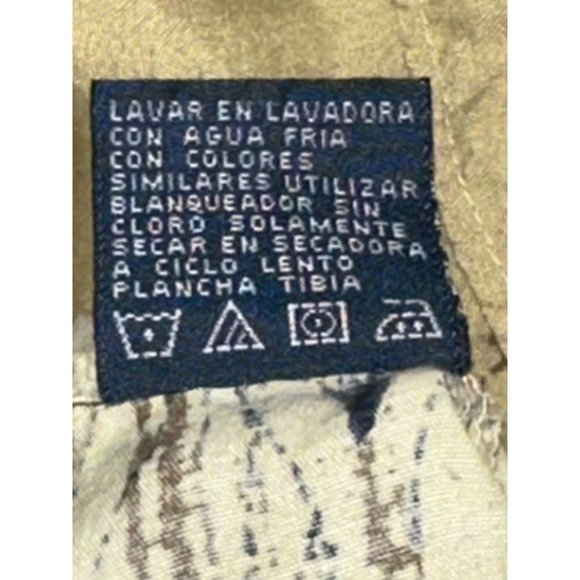 LAVAR EN LAVADORA
CON AGUA FRIA
CON COLORES
SIMILARES UTILIZAR
BLANQUEADOR SIN
CLORO SOLAMENTE
SECAR EN SECADORA
A CICLO LENTO
PLANCHA TIBIA